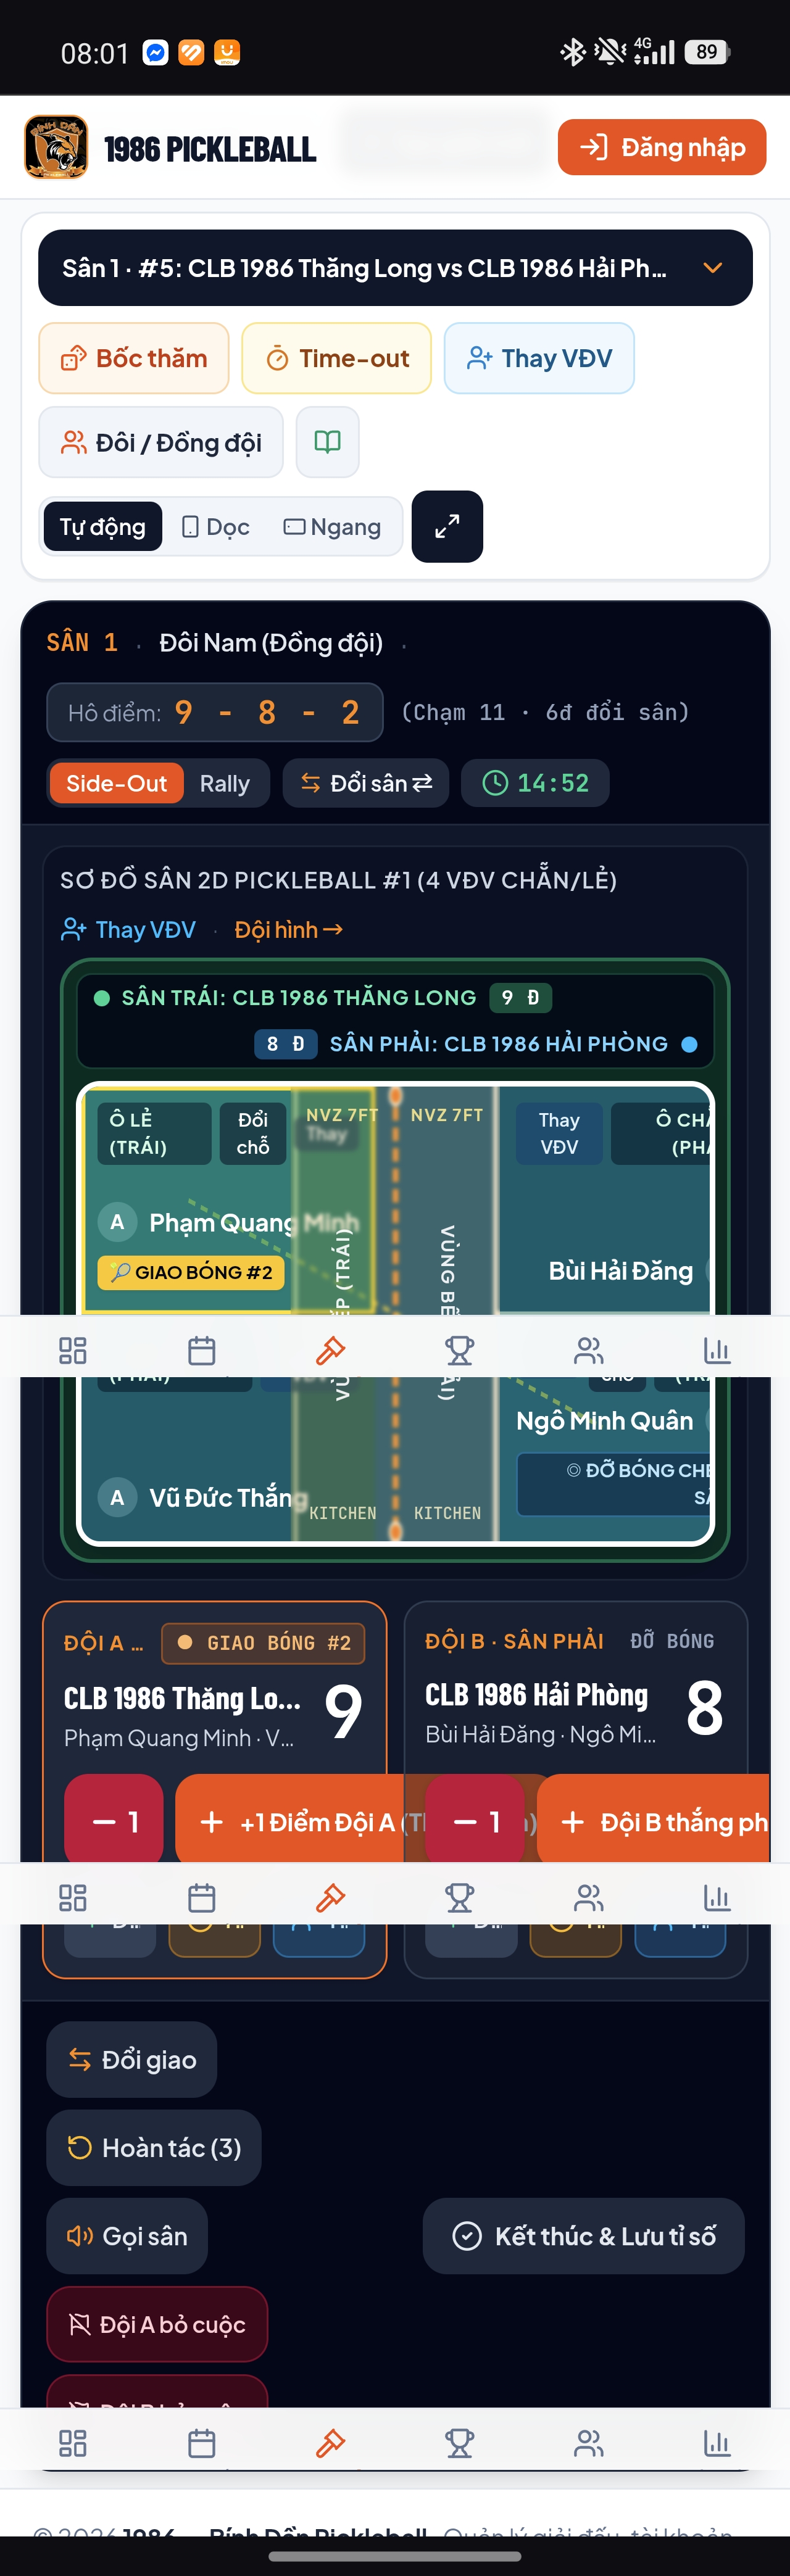 08:01
4G
89
1986 PICKLEBALL
Đăng nhập
Sân 1 · #5: CLB 1986 Thăng Long vs CLB 1986 Hải Ph...
Bốc thăm
Time-out
Thay VĐV
Đôi / Đồng đội
Tự động
Dọc
Ngang
SÂN 1 · Đôi Nam (Đồng đội) ·
Hô điểm: 9 - 8 - 2
(Chạm 11 · 6đ đổi sân)
Side-Out
Rally
Đổi sân ⇄
14:52
SƠ ĐỒ SÂN 2D PICKLEBALL #1 (4 VĐV CHẴN/LẺ)
Thay VĐV · Đội hình →
SÂN TRÁI: CLB 1986 THĂNG LONG 9 Đ
8 Đ SÂN PHẢI: CLB 1986 HẢI PHÒNG
Ô LẺ
(TRÁI)
Đổi
chỗ
Thay
NVZ 7FT
NVZ 7FT
Thay
VĐV
A Phạm Quang Minh
GIAO BÓNG #2
Bùi Hải Đăng
(TRÁI)
VÙNG
Ngô Minh Quân
ĐỠ BÓNG
A Vũ Đức Thắng
KITCHEN
KITCHEN
ĐỘI A ...
GIAO BÓNG #2
CLB 1986 Thăng Lo...
9
Phạm Quang Minh · V...
ĐỘI B · SÂN PHẢI
ĐỠ BÓNG
CLB 1986 Hải Phòng
8
Bùi Hải Đăng · Ngô Mi...
− 1
+ +1 Điểm Đội A
− 1
+ Đội B thắng ph
Đổi giao
Hoàn tác (3)
Gọi sân
Kết thúc & Lưu tỉ số
Đội A bỏ cuộc